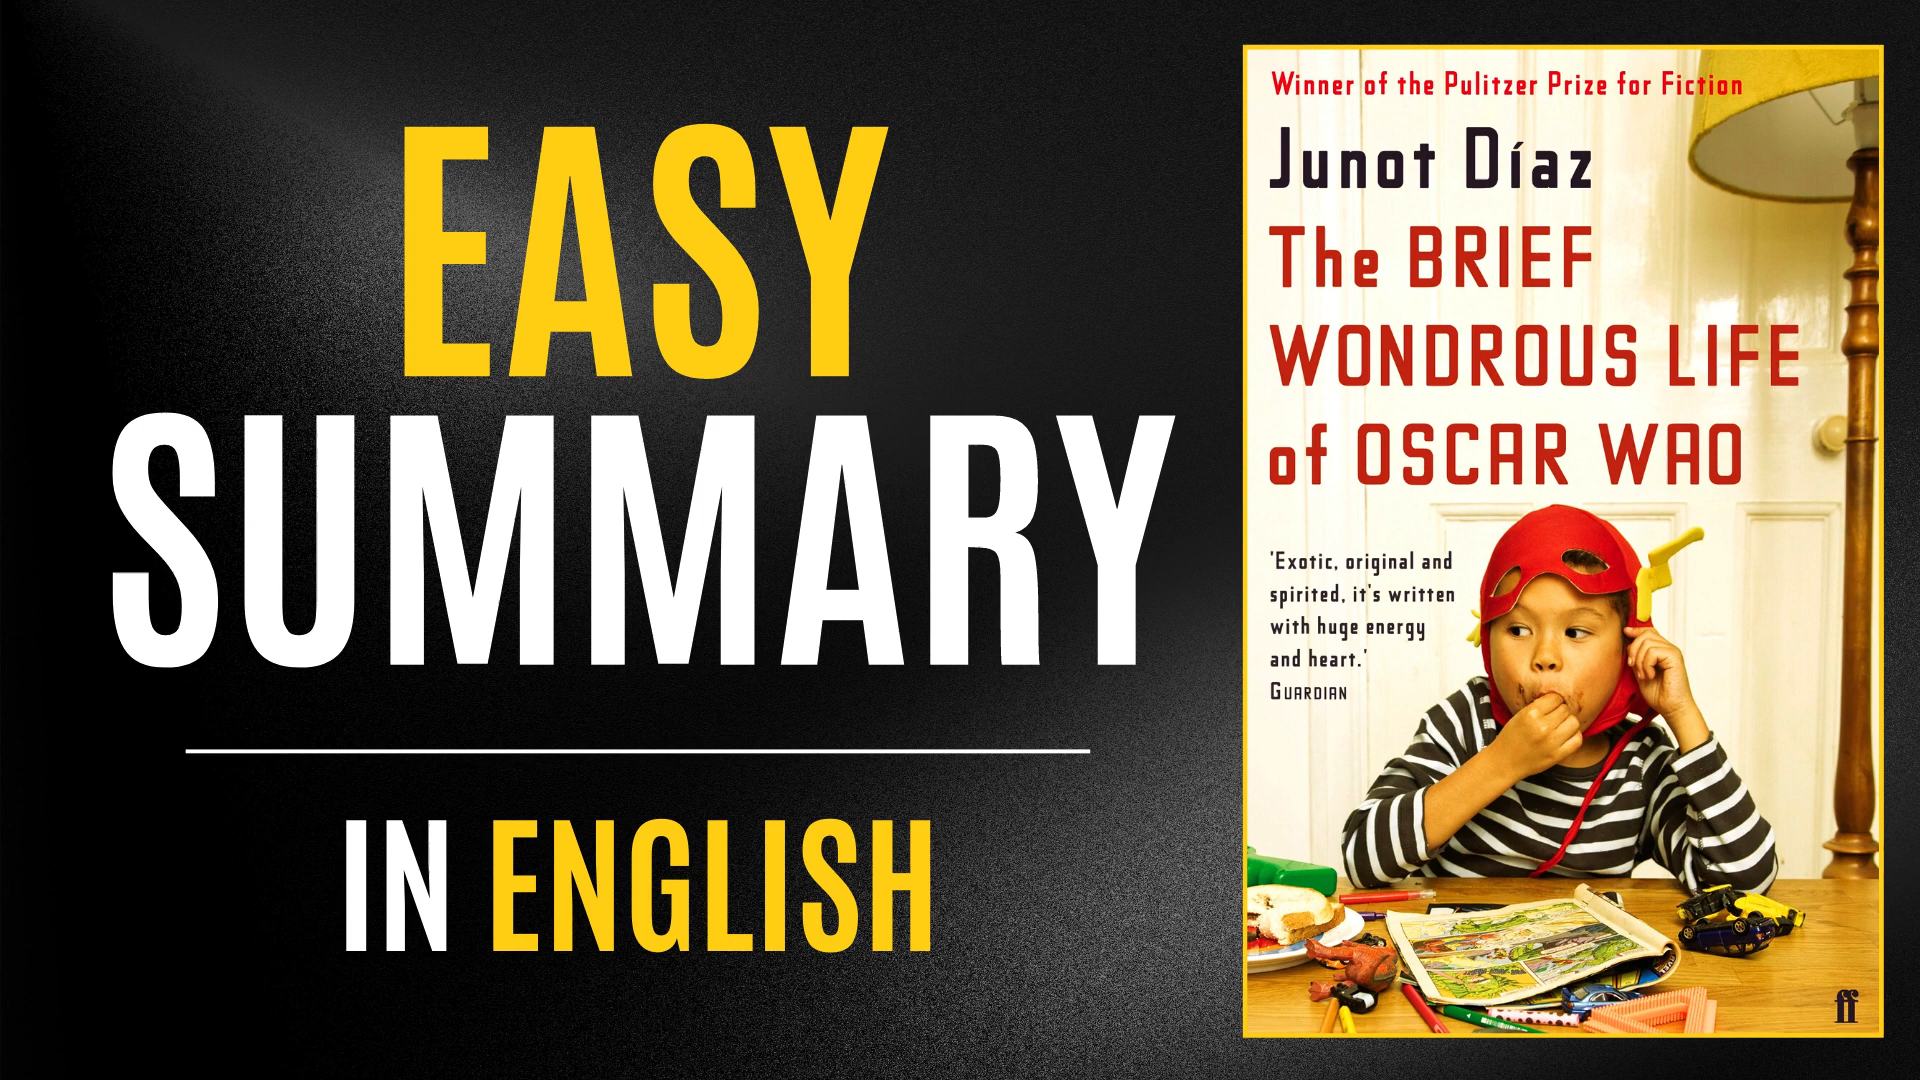 EASY
SUMMARY
IN ENGLISH
Winner of the Pulitzer Prize for Fiction
Junot Díaz
The BRIEF
WONDROUS LIFE
of OSCAR WAO
'Exotic, original and
spirited, it's written
with huge energy
and heart.'
GUARDIAN
ff